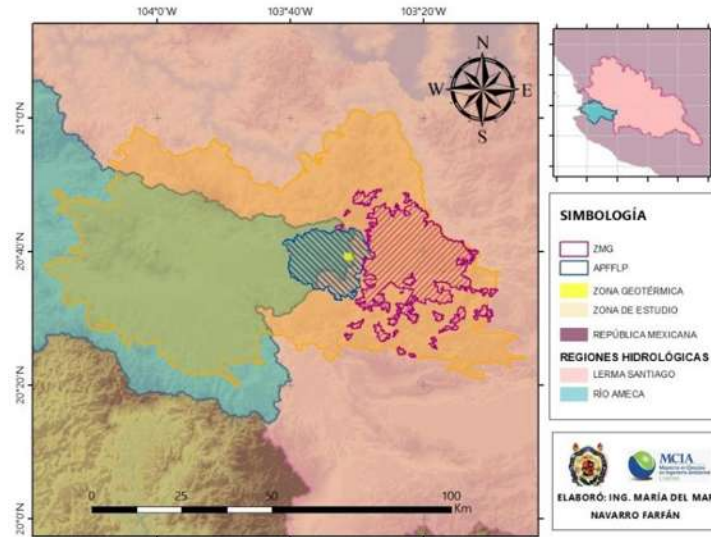 104°0'W 103°40'W 103°20'W
21°0'N
20°40'N
20°20'N
20°0'N
N
W E
S
0 25 50 100
Km
SIMBOLOGÍA
ZMG
APFFLP
ZONA GEOTÉRMICA
ZONA DE ESTUDIO
REPÚBLICA MEXICANA
REGIONES HIDROLÓGICAS
LERMA SANTIAGO
RÍO AMECA
MCIA
ELABORÓ: ING. MARÍA DEL MAR
NAVARRO FARFÁN